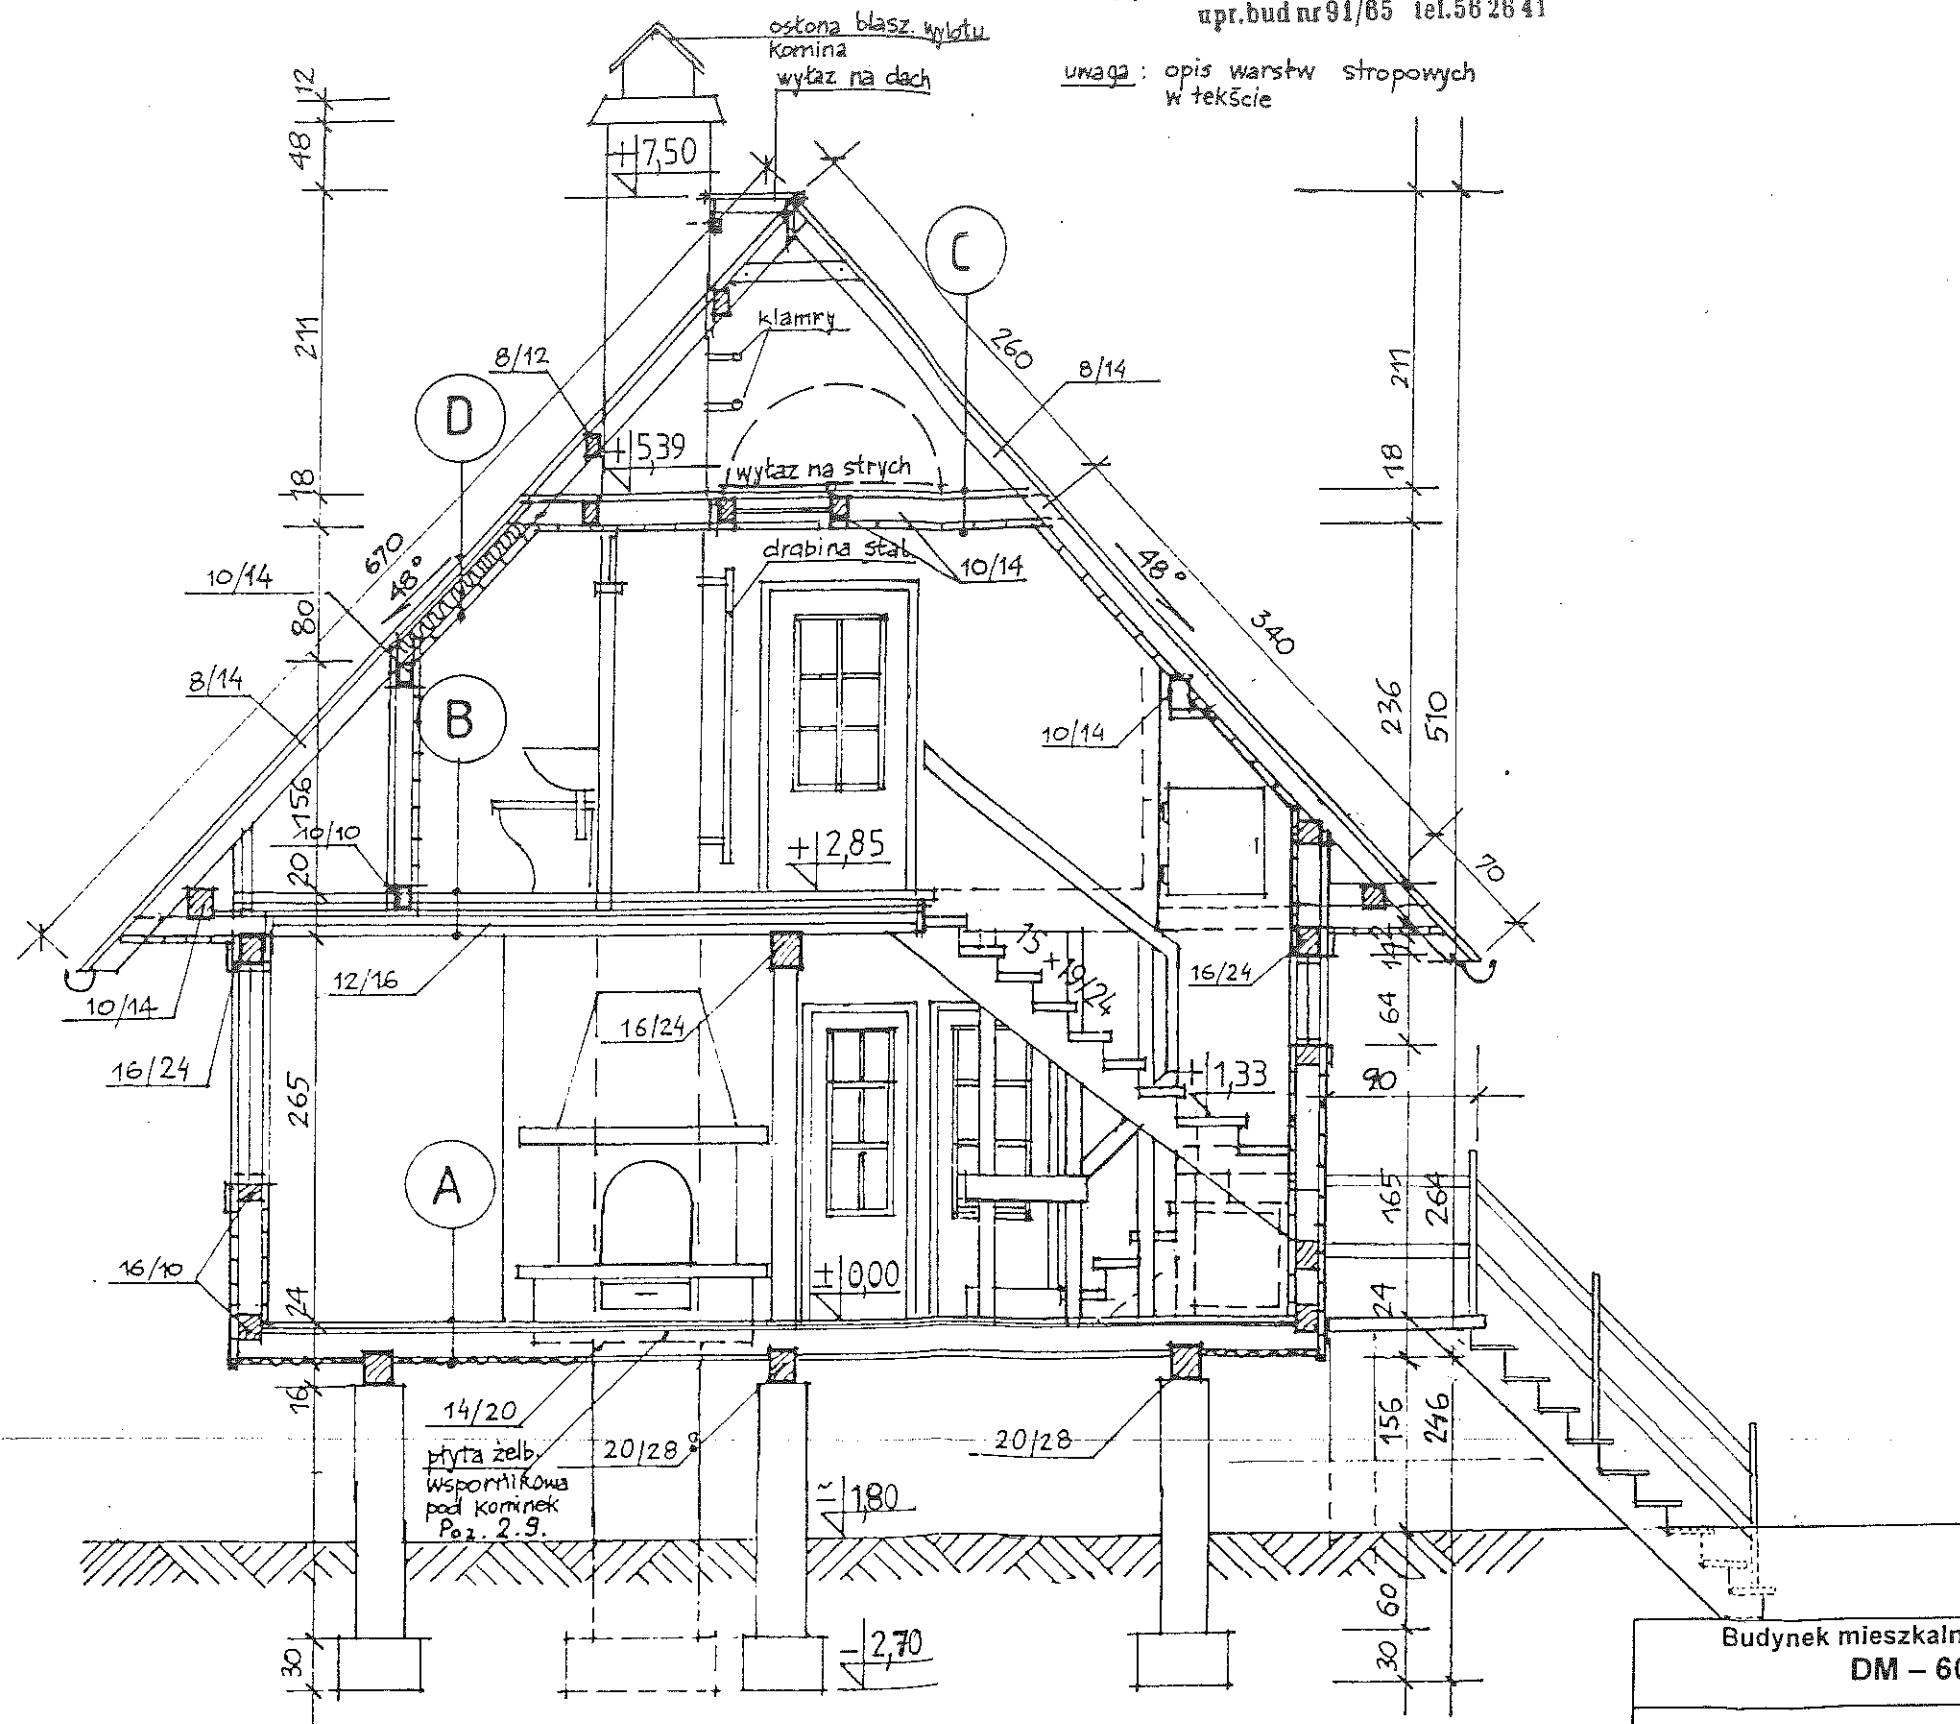 upr.bud nr 91/85 tel.56 26 41
osłona blasz. wylotu
komina
wyłaz na dach
uwaga : opis warstw stropowych
w tekście
12
48
+7,50
C
211
klamry
260
8/12
8/14
211
D
+5,39
wyłaz na strych
18
18
drabina stal.
10/14
670
48°
48°
10/14
80
340
8/14
B
236
510
10/14
156
10/10
+2,85
20
70
12/16
75
+19/24
16/24
142
10/14
16/24
64
16/24
+1,33
90
265
A
165
264
16/10
±0,00
24
24
16
14/20
20/28
20/28
156
246
płyta żelb.
wspornikowa
pod kominek
Poz. 2.9.
1,80
60
-2,70
30
30
Budynek mieszkaln
DM – 60